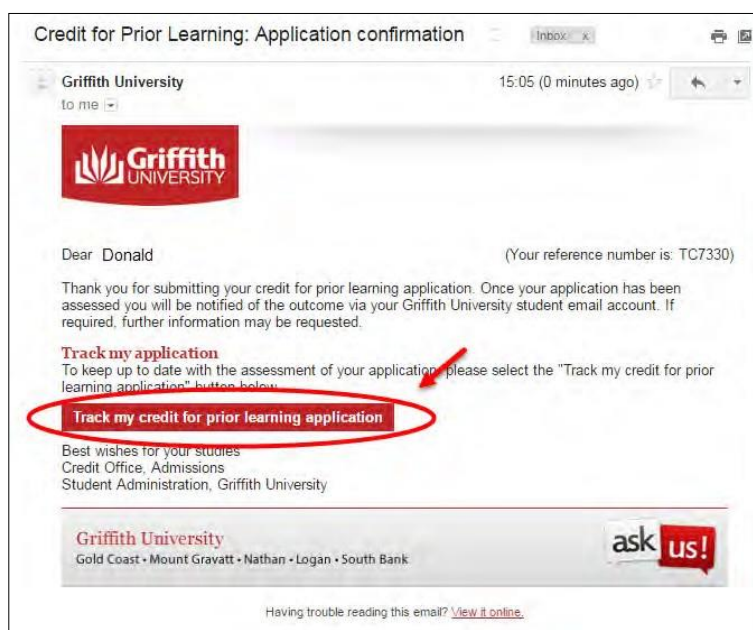 Credit for Prior Learning: Application confirmation
Inbox x
Griffith University
15:05 (0 minutes ago)
to me
Griffith
UNIVERSITY
Dear Donald
(Your reference number is: TC7330)
Thank you for submitting your credit for prior learning application. Once your application has been
assessed you will be notified of the outcome via your Griffith University student email account. If
required, further information may be requested.
Track my application
To keep up to date with the assessment of your application, please select the "Track my credit for prior
learning application" button below.
Track my credit for prior learning application
Best wishes for your studies
Credit Office, Admissions
Student Administration, Griffith University
Griffith University
Gold Coast • Mount Gravatt • Nathan • Logan • South Bank
ask us!
Having trouble reading this email? View it online.